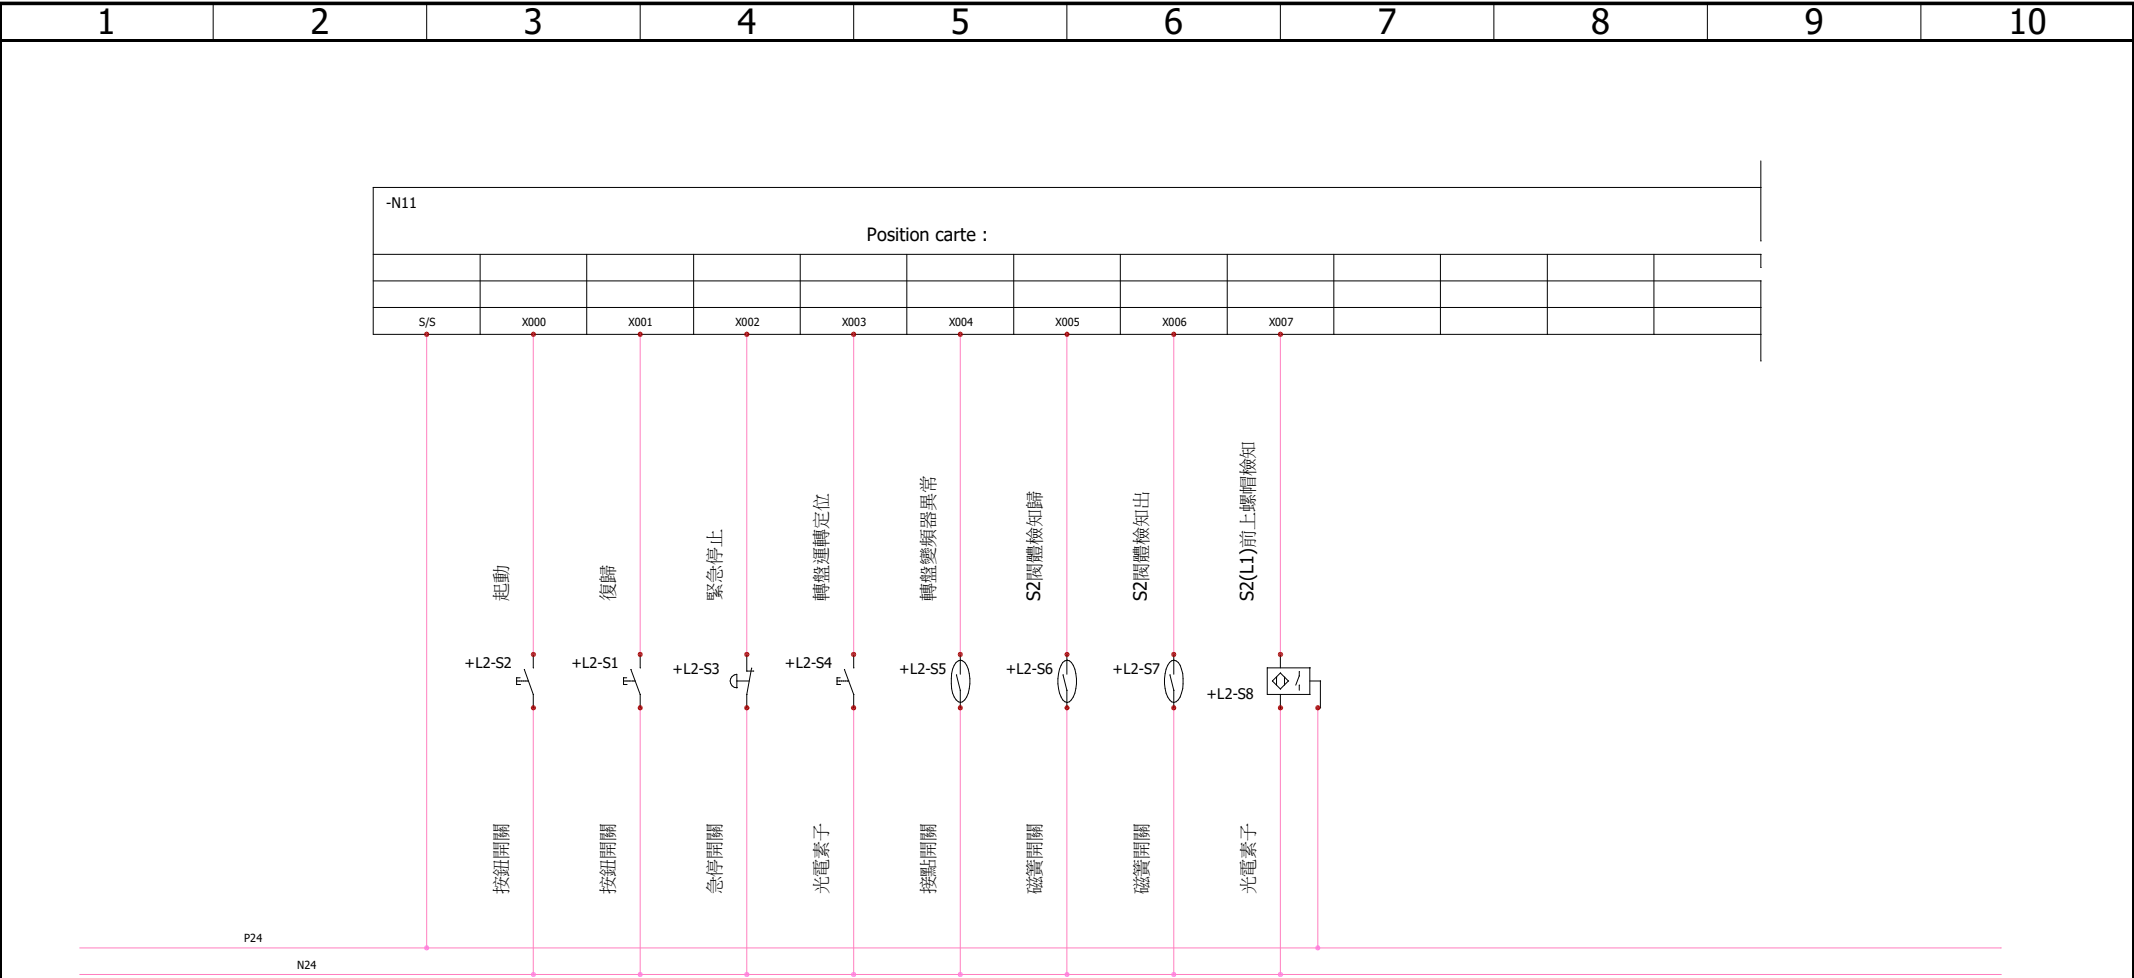 1 2 3 4 5 6 7 8 9 10
-N11
Position carte :
S/S X000 X001 X002 X003 X004 X005 X006 X007
起動
復歸
緊急停止
轉盤運轉定位
轉盤變頻器異常
S2閥體檢知歸
S2閥體檢知出
S2(L1)前上螺帽檢知
+L2-S2
+L2-S1
+L2-S3
+L2-S4
+L2-S5
+L2-S6
+L2-S7
+L2-S8
按鈕開關
按鈕開關
急停開關
光電素子
接點開關
磁簧開關
磁簧開關
光電素子
P24
N24